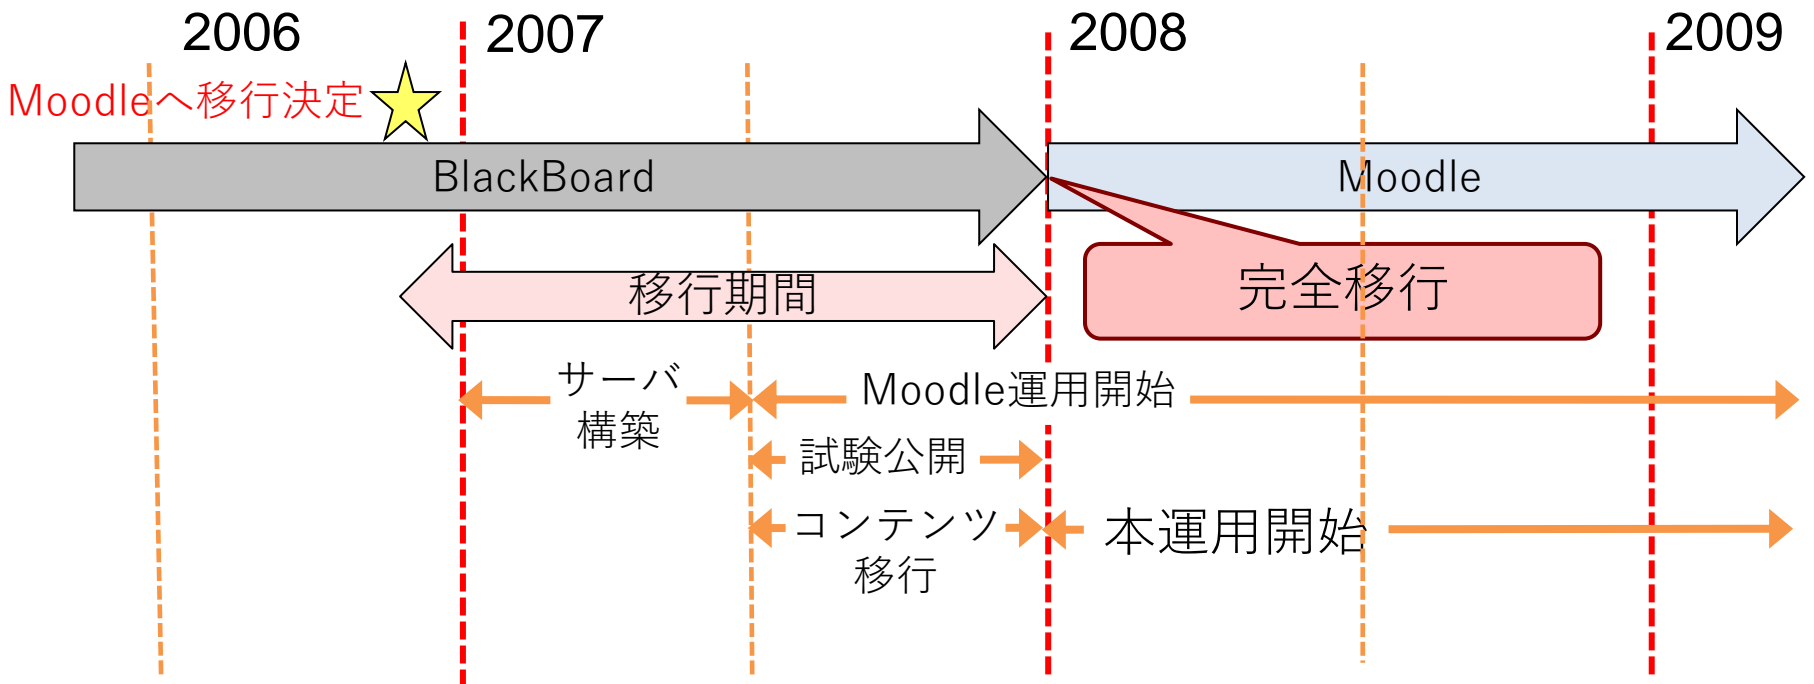 2006
2007
2008
2009
Moodleへ移行決定
BlackBoard
Moodle
移行期間
完全移行
サーバ
構築
Moodle運用開始
試験公開
コンテンツ
移行
本運用開始